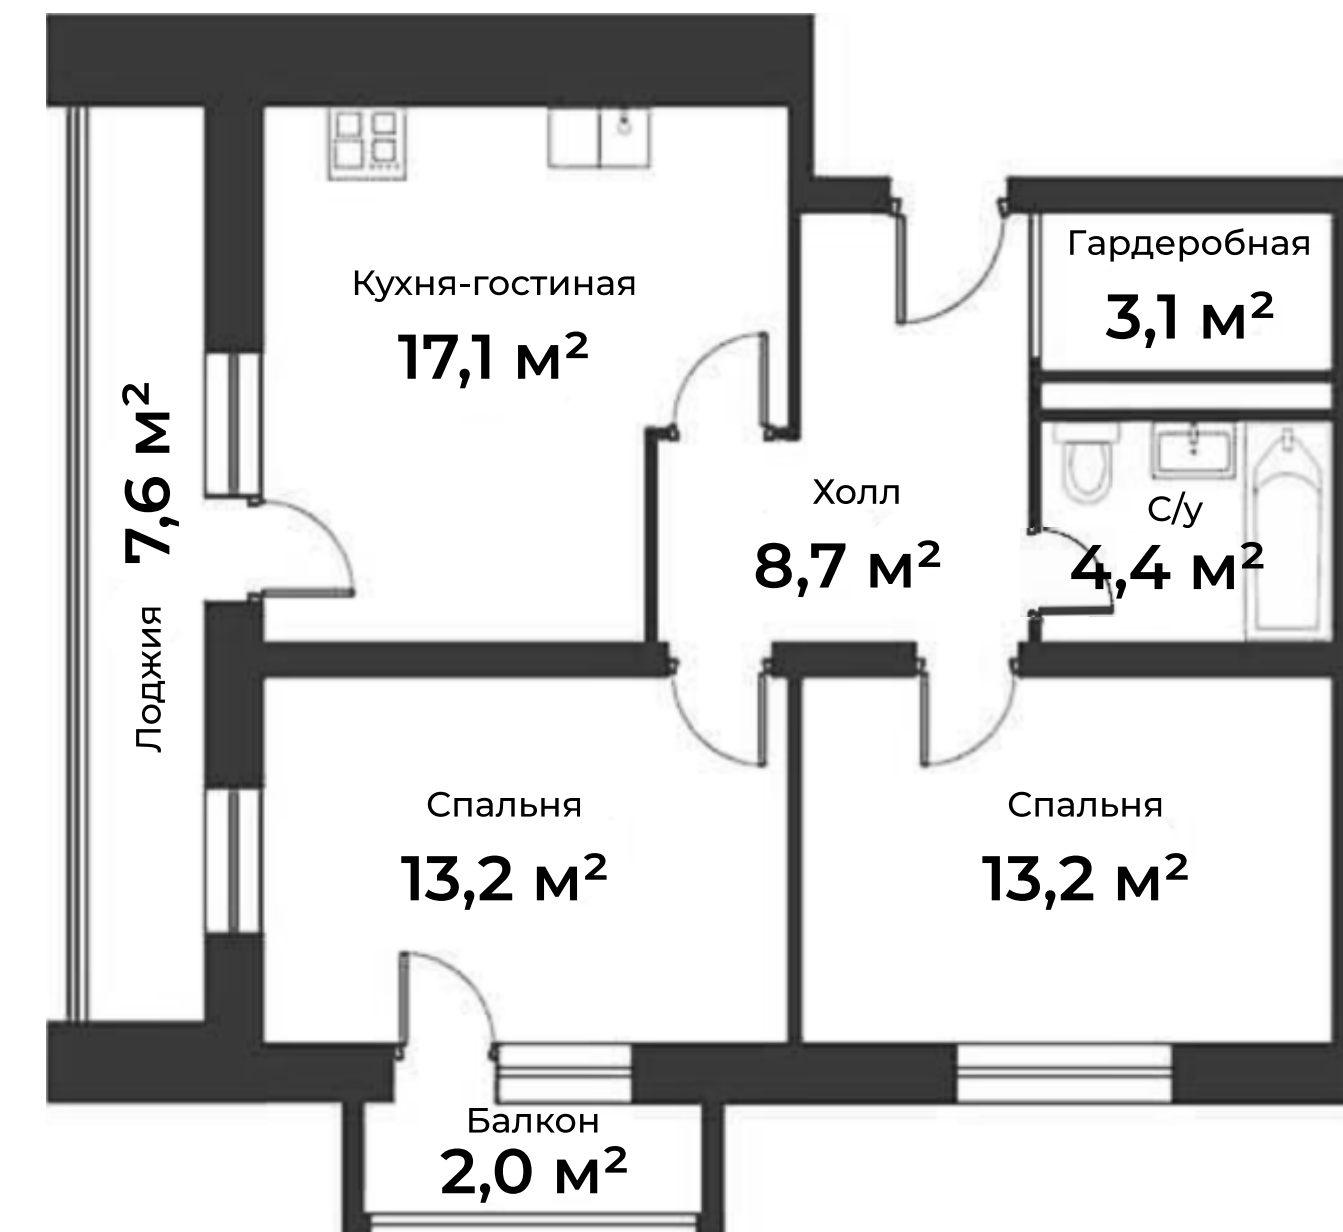 Гардеробная
3,1 м²
Кухня-гостиная
17,1 м²
Лоджия 7,6 м²
Холл
8,7 м²
С/у
4,4 м²
Спальня
13,2 м²
Спальня
13,2 м²
Балкон
2,0 м²